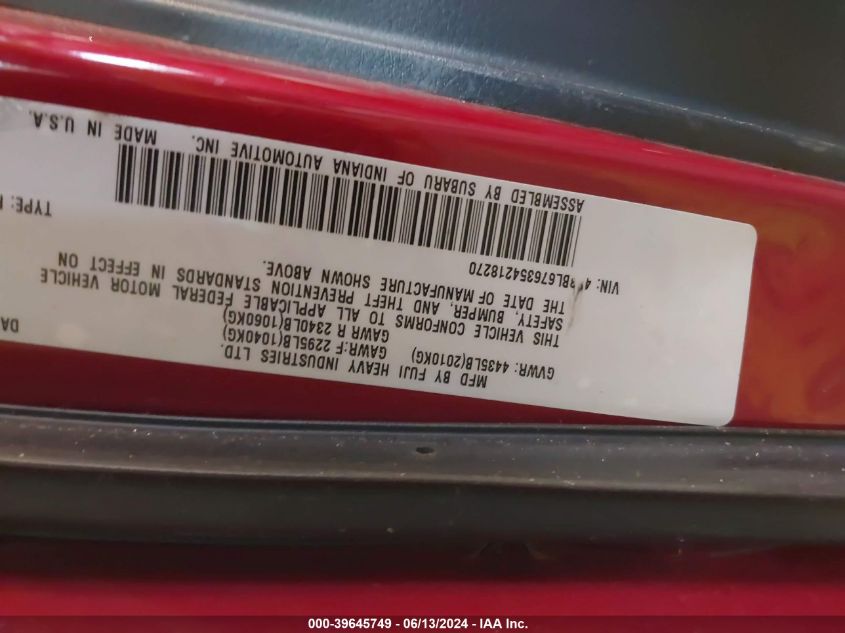 MFD BY FUJI HEAVY INDUSTRIES LTD.
GVWR: 4435LB(2010KG) GAWR:F 2295LB(1040KG)
GAWR R 2340LB(1060KG)
THIS VEHICLE CONFORMS TO ALL APPLICABLE FEDERAL MOTOR VEHICLE
SAFETY, BUMPER, AND THEFT PREVENTION STANDARDS IN EFFECT ON
THE DATE OF MANUFACTURE SHOWN ABOVE.
VIN: TYPE:
ASSEMBLED BY SUBARU OF INDIANA AUTOMOTIVE INC. MADE IN U.S.A.
000-39645749 - 06/13/2024 - IAA Inc.